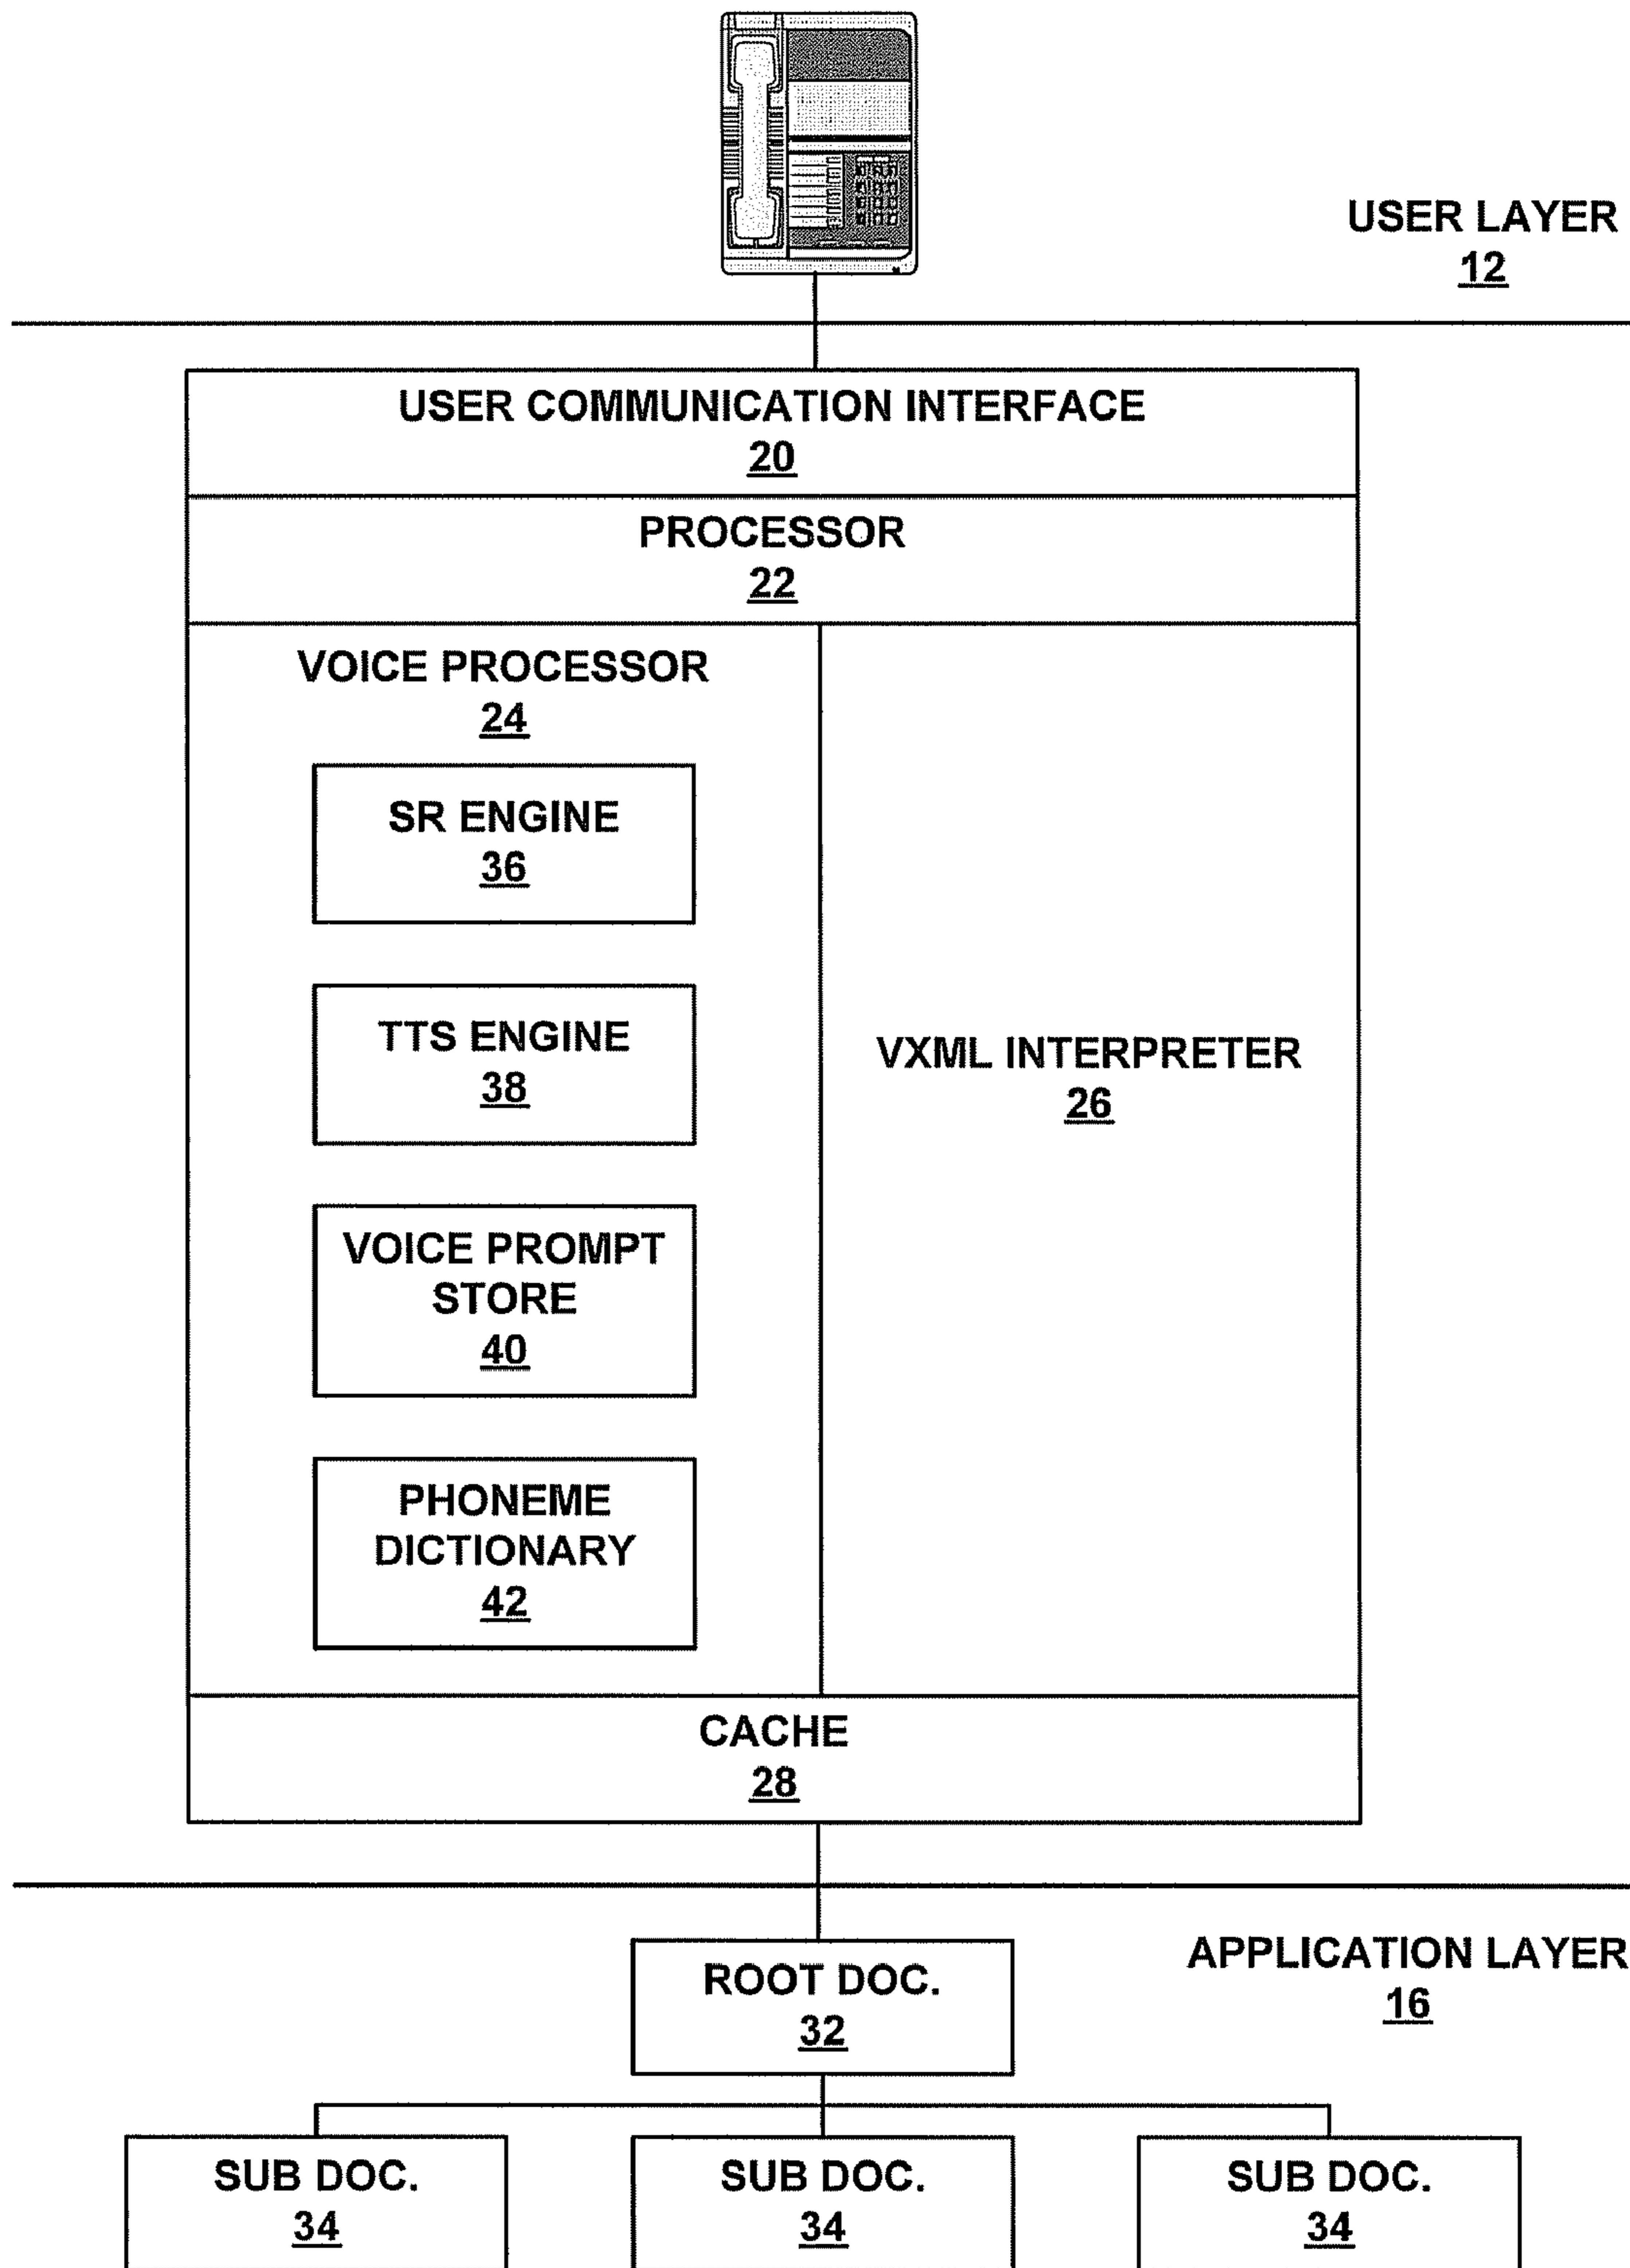 USER LAYER
12
USER COMMUNICATION INTERFACE
20
PROCESSOR
22
VOICE PROCESSOR
24
SR ENGINE
36
TTS ENGINE
38
VOICE PROMPT
STORE
40
PHONEME
DICTIONARY
42
VXML INTERPRETER
26
CACHE
28
APPLICATION LAYER
16
ROOT DOC.
32
SUB DOC.
34
SUB DOC.
34
SUB DOC.
34